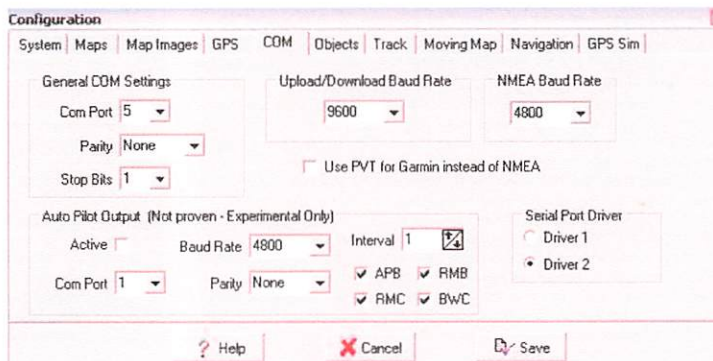 Configuration
System Maps Map Images GPS COM Objects Track Moving Map Navigation GPS Sim
General COM Settings
Com Port 5
Parity None
Stop Bits 1
Upload/Download Baud Rate
9600
NMEA Baud Rate
4800
Use PVT for Garmin instead of NMEA
Auto Pilot Output (Not proven - Experimental Only)
Active Baud Rate 4800 Interval 1
Com Port 1 Parity None
APB RMB
RMC BWC
Serial Port Driver
Driver 1
Driver 2
? Help Cancel Save